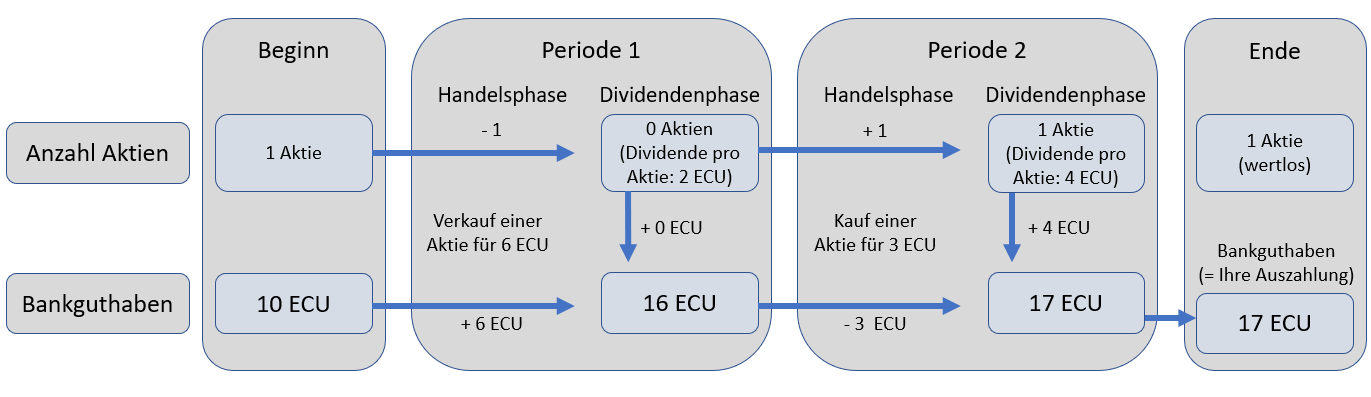 Beginn
Periode 1
Periode 2
Ende
Handelsphase
Dividendenphase
Handelsphase
Dividendenphase
Anzahl Aktien
1 Aktie
- 1
0 Aktien
(Dividende pro
Aktie: 2 ECU)
+ 1
1 Aktie
(Dividende pro
Aktie: 4 ECU)
1 Aktie
(wertlos)
Verkauf einer
Aktie für 6 ECU
+ 0 ECU
Kauf einer
Aktie für 3 ECU
+ 4 ECU
Bankguthaben
(= Ihre Auszahlung)
Bankguthaben
10 ECU
+ 6 ECU
16 ECU
- 3 ECU
17 ECU
17 ECU